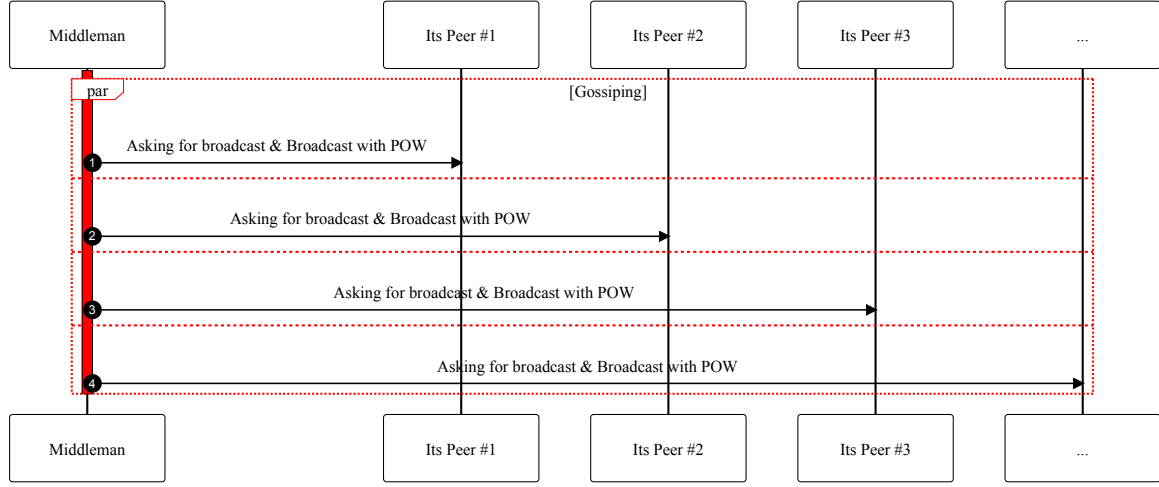 Middleman
Its Peer #1
Its Peer #2
Its Peer #3
...
par
[Gossiping]
Asking for broadcast & Broadcast with POW
1
Asking for broadcast & Broadcast with POW
2
Asking for broadcast & Broadcast with POW
3
Asking for broadcast & Broadcast with POW
4
Middleman
Its Peer #1
Its Peer #2
Its Peer #3
...